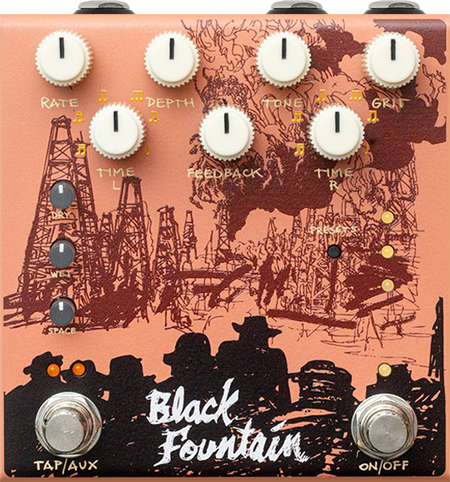 RATE DEPTH TONE GRIT
TIME L FEEDBACK TIME R
DRY
PRESETS
WET
SPACE
Black
Fountain
TAP/AUX ON/OFF